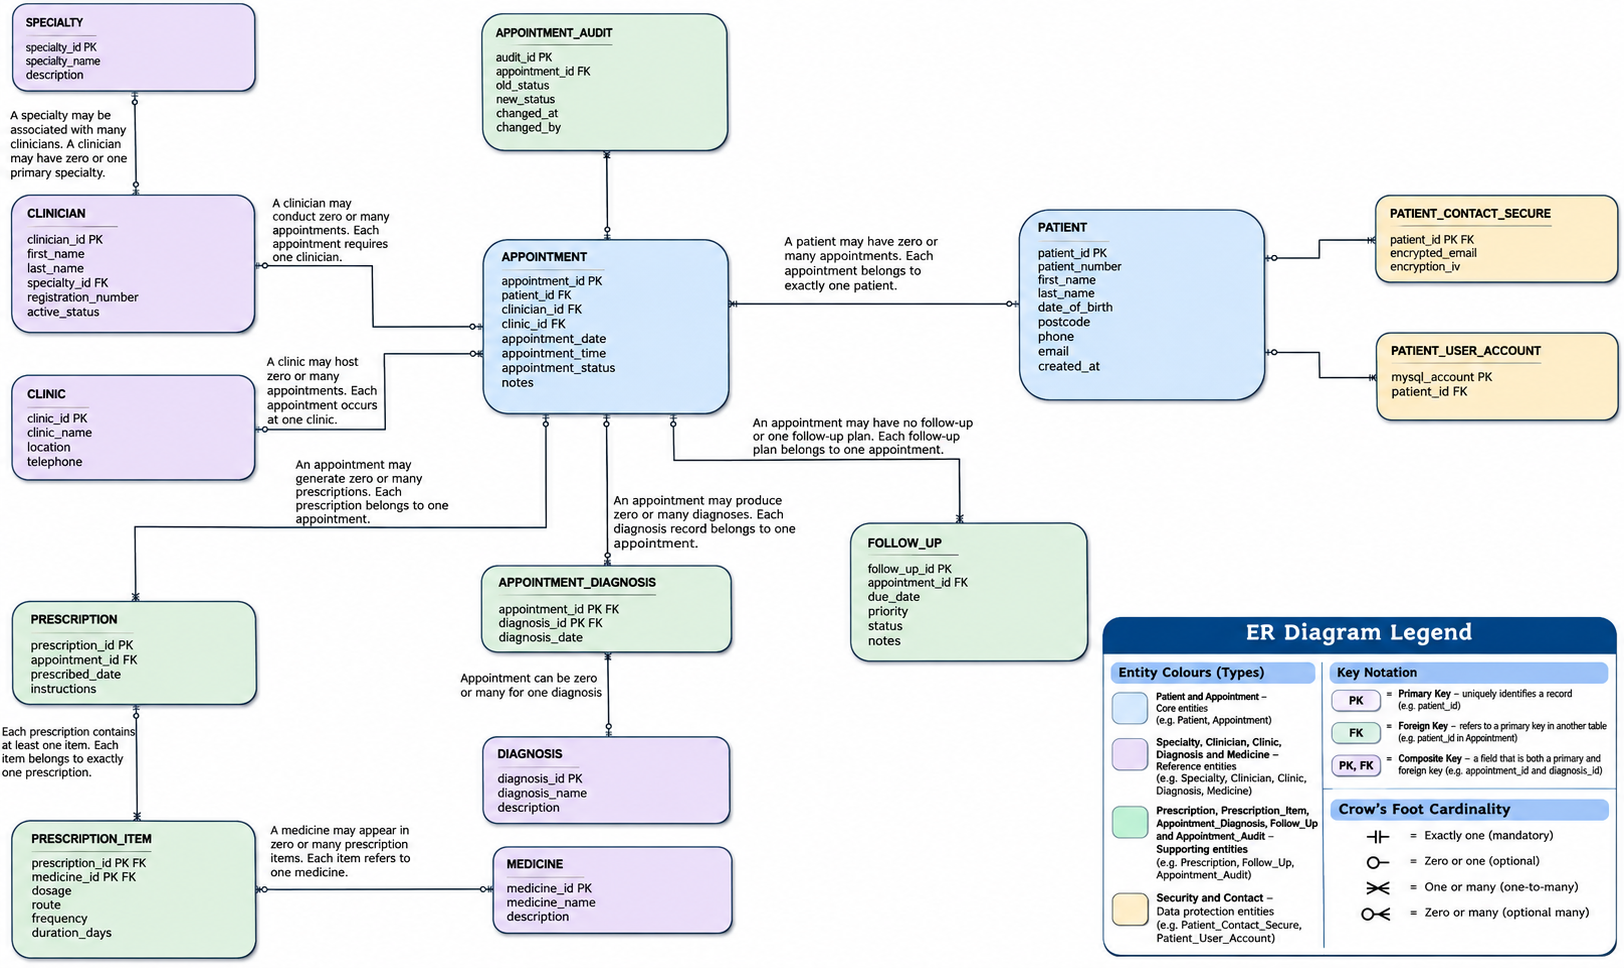 SPECIALTY
specialty_id PK
specialty_name
description
A specialty may be
associated with many
clinicians. A clinician
may have zero or one
primary specialty.
CLINICIAN
clinician_id PK
first_name
last_name
specialty_id FK
registration_number
active_status
A clinician may
conduct zero or many
appointments. Each
appointment requires
one clinician.
CLINIC
clinic_id PK
clinic_name
location
telephone
A clinic may host
zero or many
appointments. Each
appointment occurs
at one clinic.
APPOINTMENT_AUDIT
audit_id PK
appointment_id FK
old_status
new_status
changed_at
changed_by
APPOINTMENT
appointment_id PK
patient_id FK
clinician_id FK
clinic_id FK
appointment_date
appointment_time
appointment_status
notes
A patient may have zero or
many appointments. Each
appointment belongs to
exactly one patient.
PATIENT
patient_id PK
patient_number
first_name
last_name
date_of_birth
postcode
phone
email
created_at
PATIENT_CONTACT_SECURE
patient_id PK FK
encrypted_email
encryption_iv
PATIENT_USER_ACCOUNT
mysql_account PK
patient_id FK
An appointment may have no follow-up
or one follow-up plan. Each follow-up
plan belongs to one appointment.
An appointment may
generate zero or many
prescriptions. Each
prescription belongs to one
appointment.
An appointment may produce
zero or many diagnoses. Each
diagnosis record belongs to one
appointment.
FOLLOW_UP
follow_up_id PK
appointment_id FK
due_date
priority
status
notes
APPOINTMENT_DIAGNOSIS
appointment_id PK FK
diagnosis_id PK FK
diagnosis_date
Appointment can be zero
or many for one diagnosis
DIAGNOSIS
diagnosis_id PK
diagnosis_name
description
PRESCRIPTION
prescription_id PK
appointment_id FK
prescribed_date
instructions
Each prescription contains
at least one item. Each
item belongs to exactly
one prescription.
PRESCRIPTION_ITEM
prescription_id PK FK
medicine_id PK FK
dosage
route
frequency
duration_days
A medicine may appear in
zero or many prescription
items. Each item refers to
one medicine.
MEDICINE
medicine_id PK
medicine_name
description
ER Diagram Legend
Entity Colours (Types)
Patient and Appointment –
Core entities
(e.g. Patient, Appointment)
Specialty, Clinician, Clinic,
Diagnosis and Medicine –
Reference entities
(e.g. Specialty, Clinician, Clinic,
Diagnosis, Medicine)
Prescription, Prescription_Item,
Appointment_Diagnosis, Follow_Up
and Appointment_Audit –
Supporting entities
(e.g. Prescription, Follow_Up,
Appointment_Audit)
Security and Contact –
Data protection entities
(e.g. Patient_Contact_Secure,
Patient_User_Account)
Key Notation
PK = Primary Key – uniquely identifies a record
(e.g. patient_id)
FK = Foreign Key – refers to a primary key in another table
(e.g. patient_id in Appointment)
PK, FK = Composite Key – a field that is both a primary and
foreign key (e.g. appointment_id and diagnosis_id)
Crow's Foot Cardinality
= Exactly one (mandatory)
= Zero or one (optional)
= One or many (one-to-many)
= Zero or many (optional many)